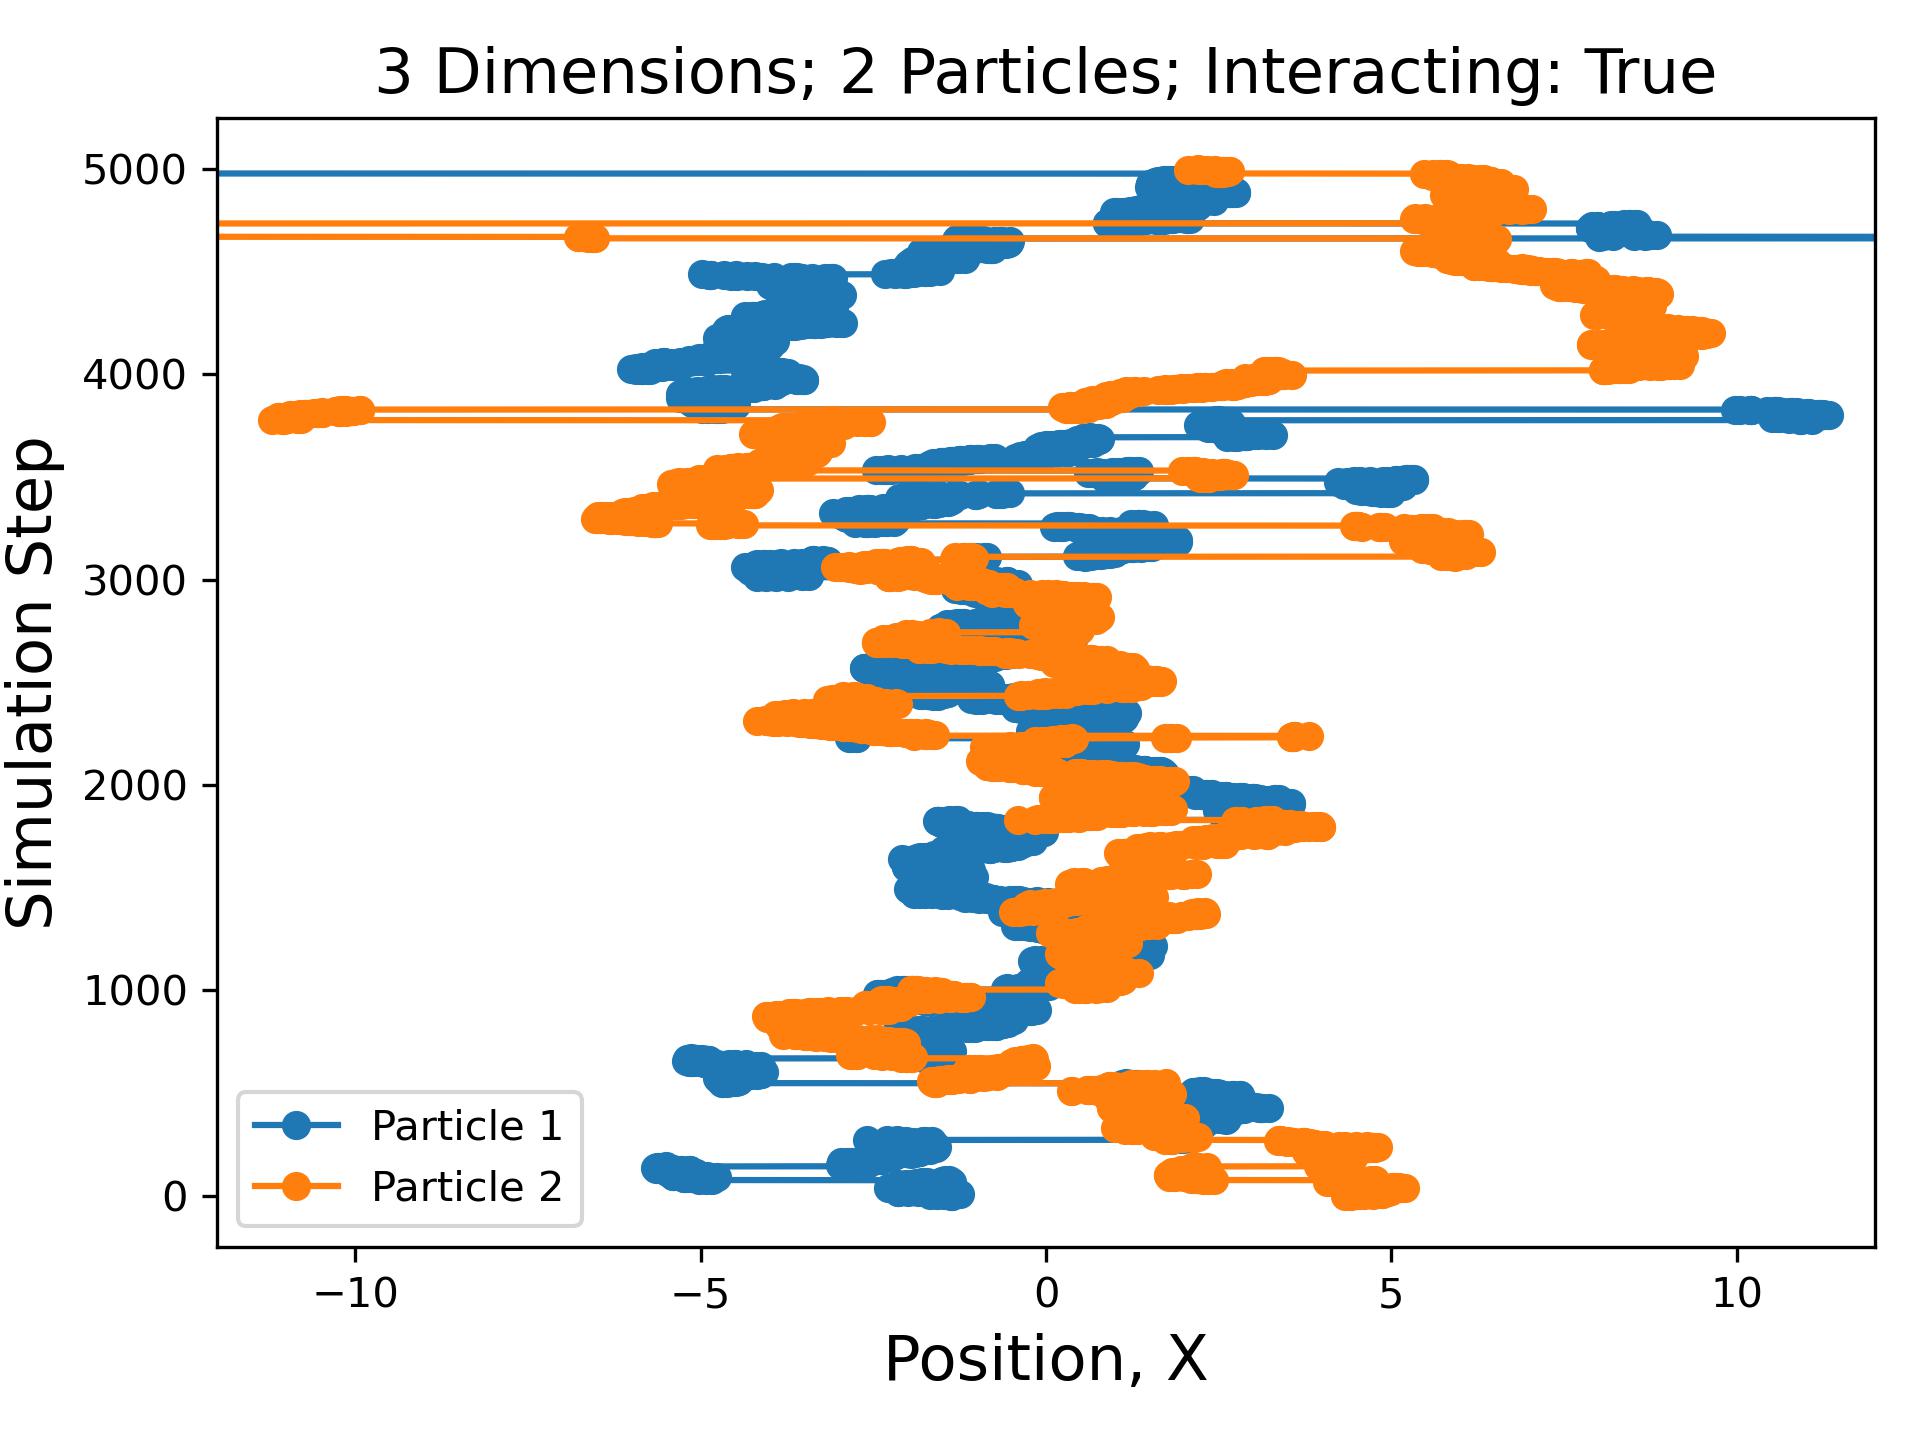 3 Dimensions; 2 Particles; Interacting: True
Simulation Step
5000
4000
3000
2000
1000
0
Particle 1
Particle 2
−10
−5
0
5
10
Position, X